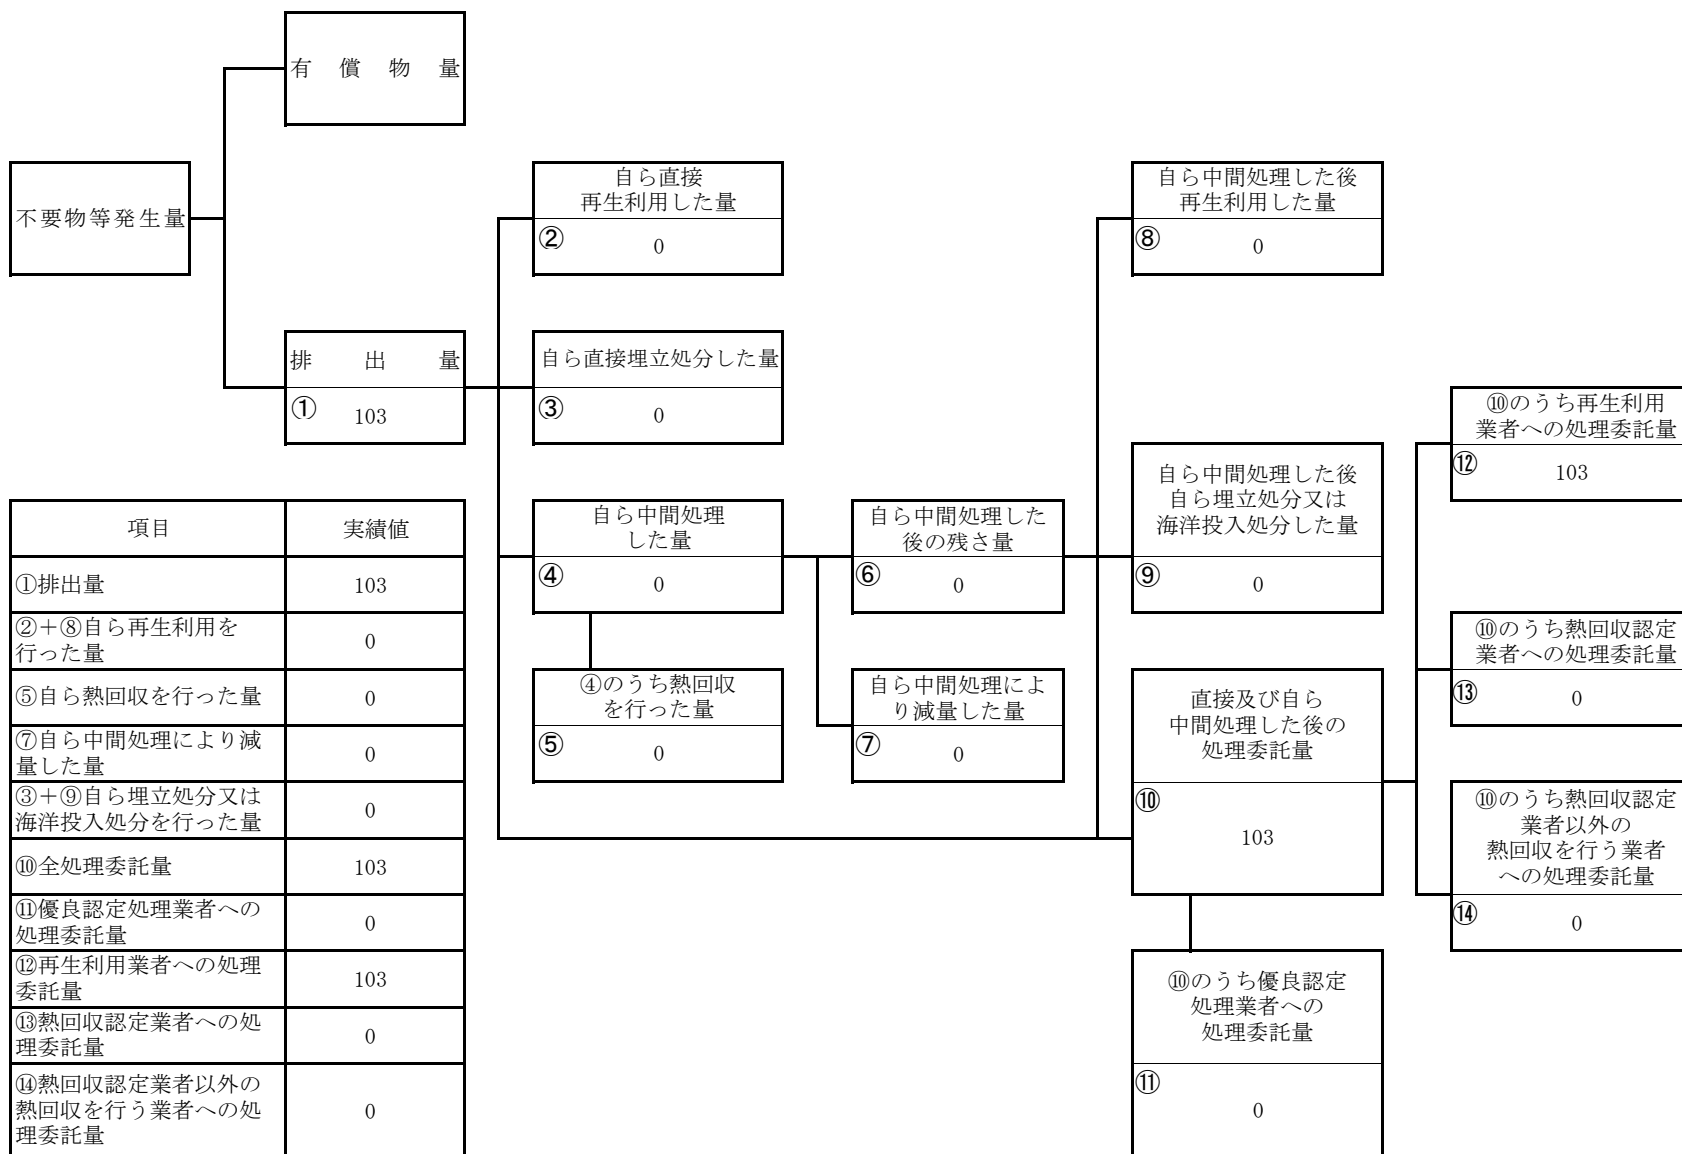 有償物量
不要物等発生量
排出量
① 103
自ら直接
再生利用した量
② 0
自ら直接埋立処分した量
③ 0
自ら中間処理
した量
④ 0
④のうち熱回収
を行った量
⑤ 0
自ら中間処理した
後の残さ量
⑥ 0
自ら中間処理によ
り減量した量
⑦ 0
自ら中間処理した後
再生利用した量
⑧ 0
自ら中間処理した後
自ら埋立処分又は
海洋投入処分した量
⑨ 0
直接及び自ら
中間処理した後の
処理委託量
⑩
103
⑩のうち優良認定
処理業者への
処理委託量
⑪
0
⑩のうち再生利用
業者への処理委託量
⑫ 103
⑩のうち熱回収認定
業者への処理委託量
⑬ 0
⑩のうち熱回収認定
業者以外の
熱回収を行う業者
への処理委託量
⑭ 0
項目 実績値
①排出量 103
②＋⑧自ら再生利用を
行った量 0
⑤自ら熱回収を行った量 0
⑦自ら中間処理により減
量した量 0
③＋⑨自ら埋立処分又は
海洋投入処分を行った量 0
⑩全処理委託量 103
⑪優良認定処理業者への
処理委託量 0
⑫再生利用業者への処理
委託量 103
⑬熱回収認定業者への処
理委託量 0
⑭熱回収認定業者以外の
熱回収を行う業者への処
理委託量 0